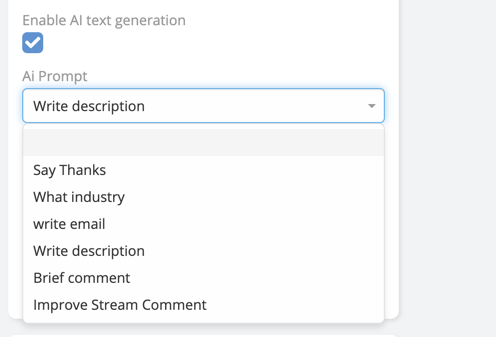 Enable AI text generation
Ai Prompt
Write description
Say Thanks
What industry
write email
Write description
Brief comment
Improve Stream Comment